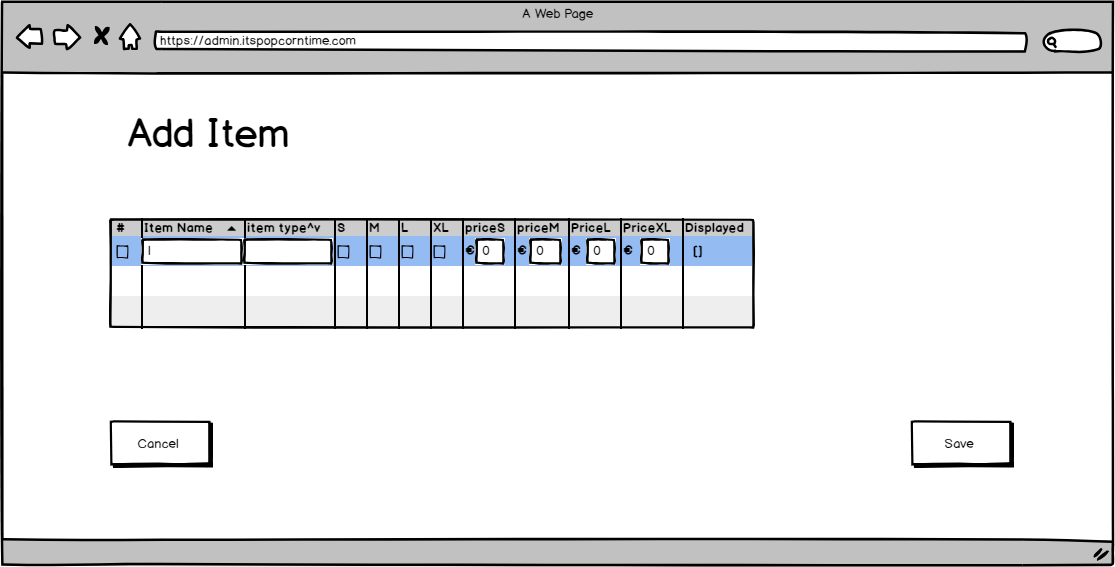 A Web Page
https://admin.itspopcorntime.com
Add Item
# Item Name item type^v S M L XL priceS priceM PriceL PriceXL Displayed
€ 0 € 0 € 0 € 0 []
Cancel Save